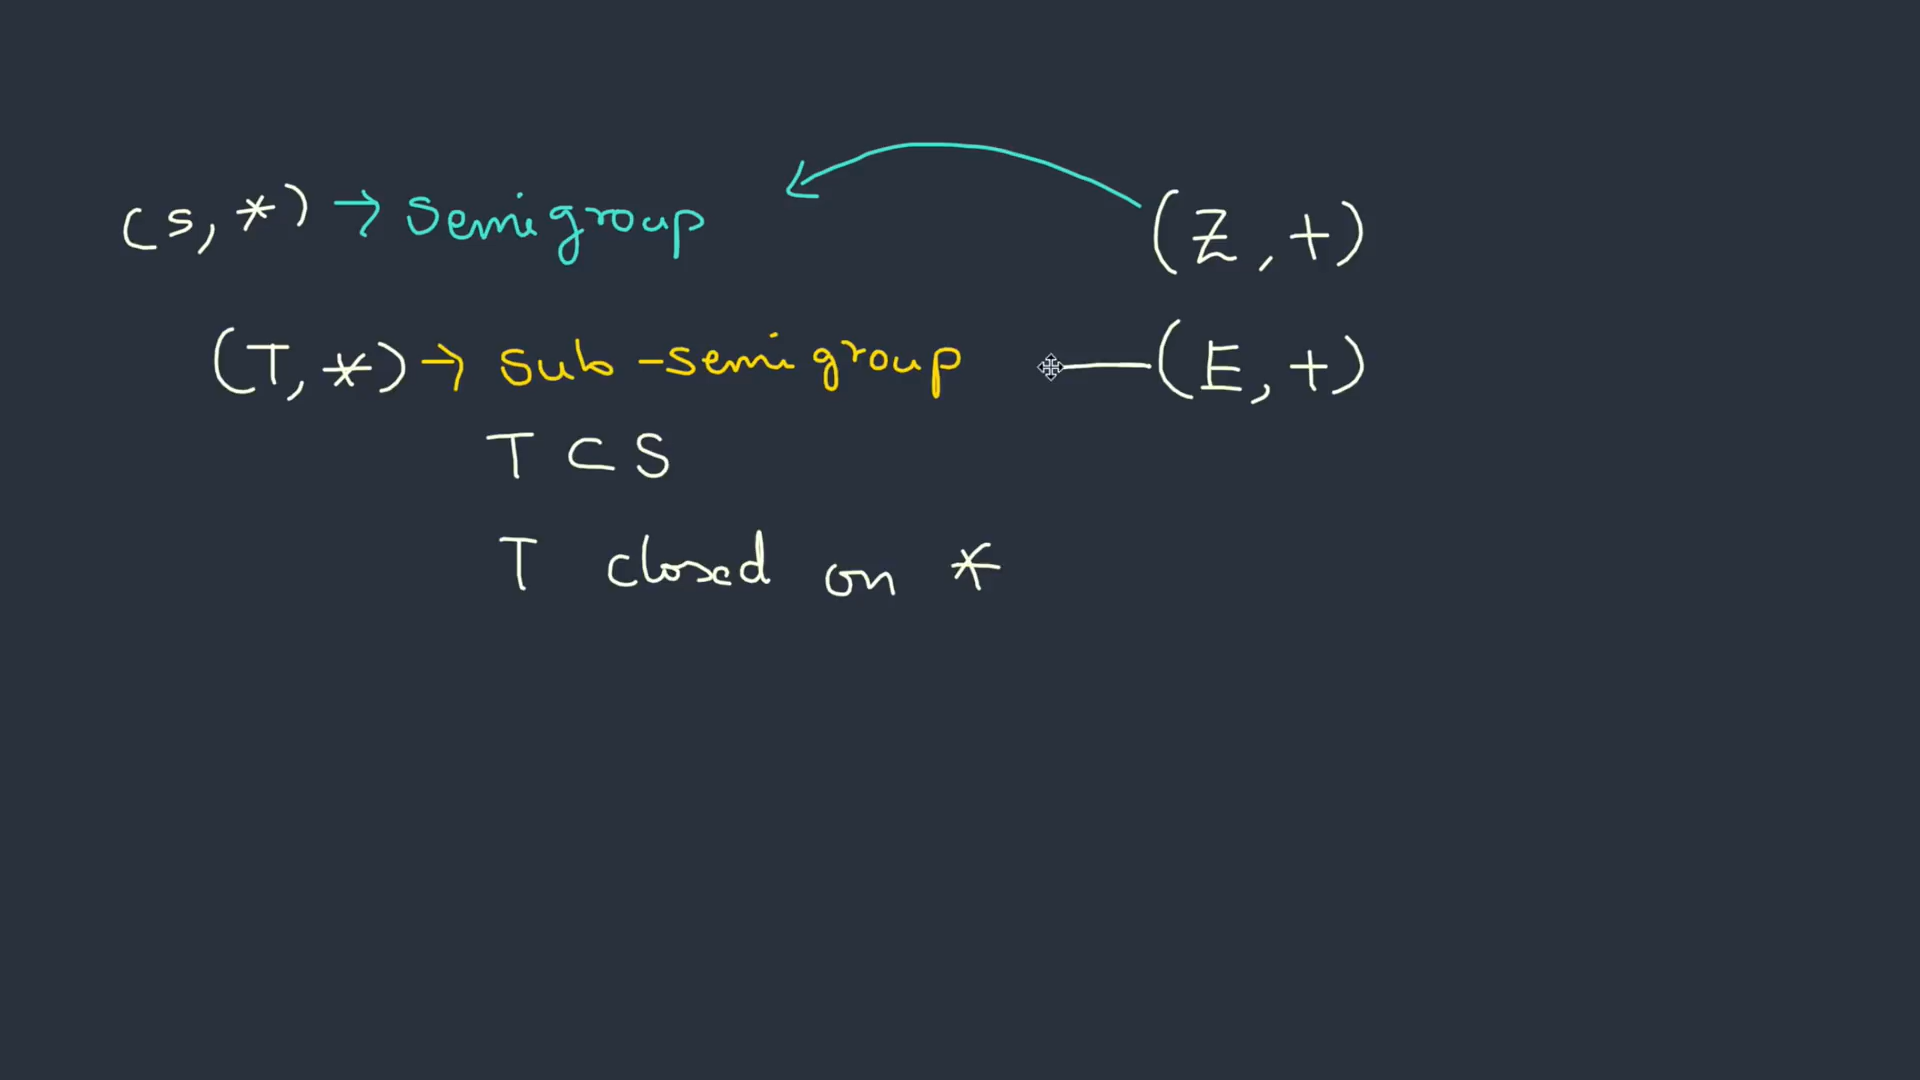 (S, *) → Semigroup
(Z, +)
(T, *) → Sub-semigroup
(E, +)
T ⊂ S
T closed on *